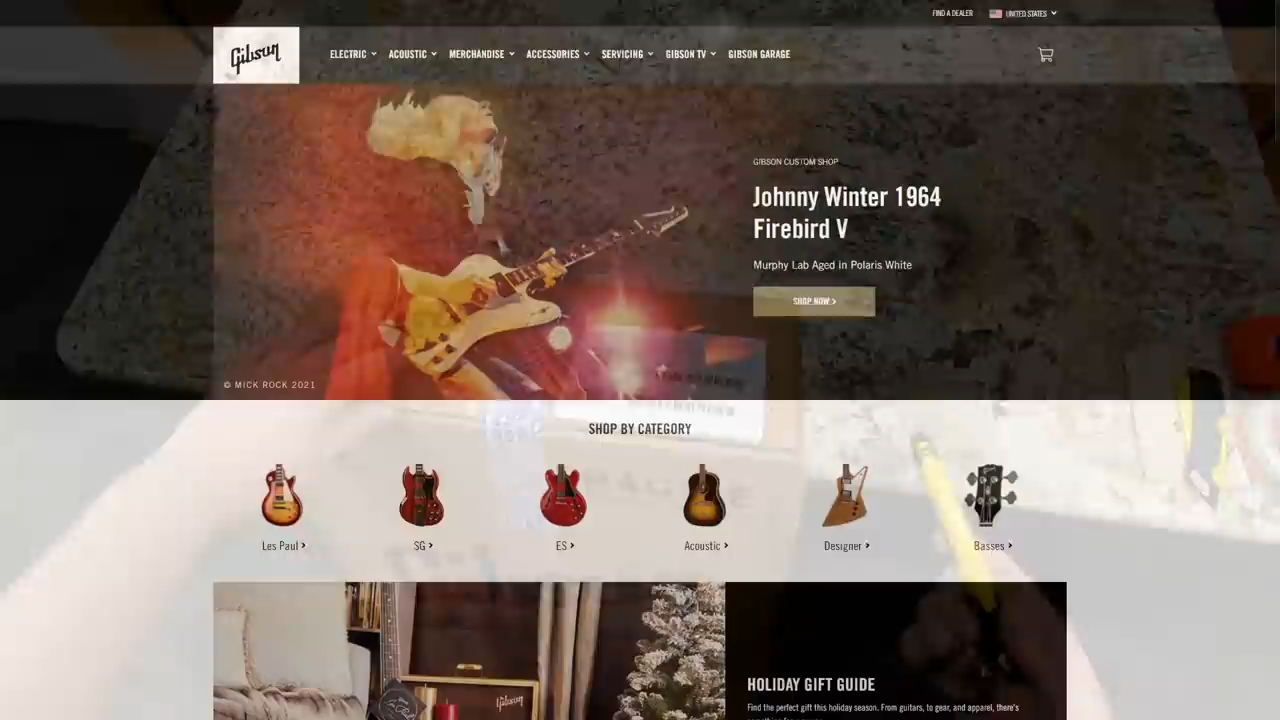 FIND A DEALER
UNITED STATES
Gibson
ELECTRIC
ACOUSTIC
MERCHANDISE
ACCESSORIES
SERVICING
GIBSON TV
GIBSON GARAGE
GIBSON CUSTOM SHOP
Johnny Winter 1964
Firebird V
Murphy Lab Aged in Polaris White
SHOP NOW >
© MICK ROCK 2021
SHOP BY CATEGORY
Les Paul >
SG >
ES >
Acoustic >
Designer >
Basses >
Gibson
HOLIDAY GIFT GUIDE
Find the perfect gift this holiday season. From guitars, to gear, and apparel, there's